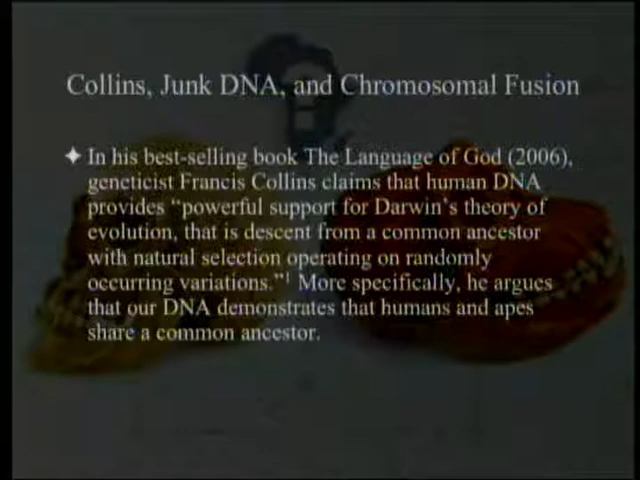 Collins, Junk DNA, and Chromosomal Fusion
✦ In his best-selling book The Language of God (2006),
geneticist Francis Collins claims that human DNA
provides “powerful support for Darwin’s theory of
evolution, that is descent from a common ancestor
with natural selection operating on randomly
occurring variations.”¹ More specifically, he argues
that our DNA demonstrates that humans and apes
share a common ancestor.